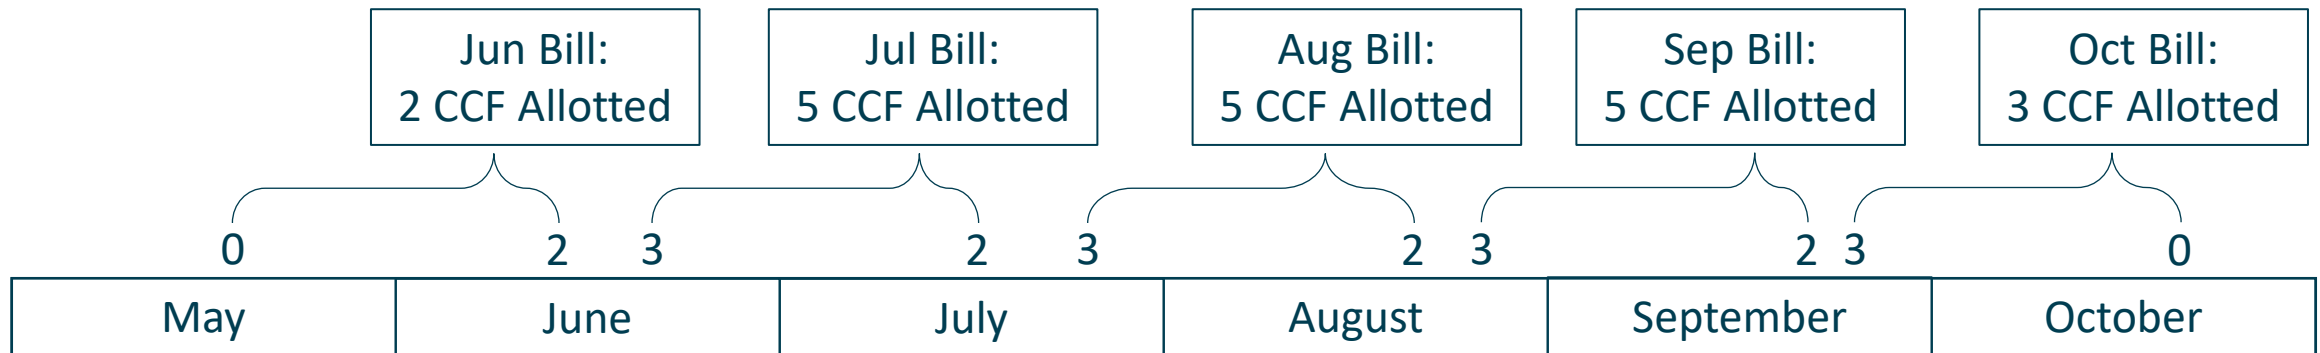 Jun Bill:
2 CCF Allotted
Jul Bill:
5 CCF Allotted
Aug Bill:
5 CCF Allotted
Sep Bill:
5 CCF Allotted
Oct Bill:
3 CCF Allotted
0 2 3 2 3 2 3 2 3 0
May June July August September October